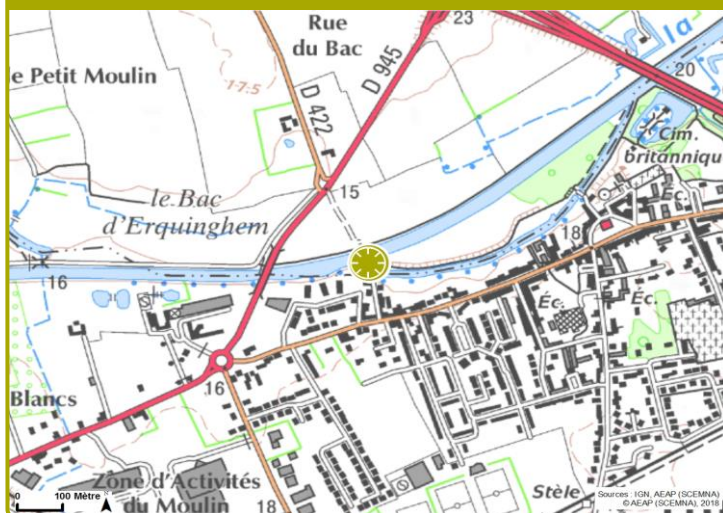 Rue
du Bac
23
e Petit Moulin
17.5
D 422
D 945
la
20
Cim.
britanniqu
le Bac
d'Erquinghem
15
18
Éc.
16
Éc.
Éc.
16
Blancs
Zone d'Activités
du Moulin
18
Stèle
0 100 Mètre
Sources : IGN, AEAP (SCEMNA)
© AEAP (SCEMNA), 2018